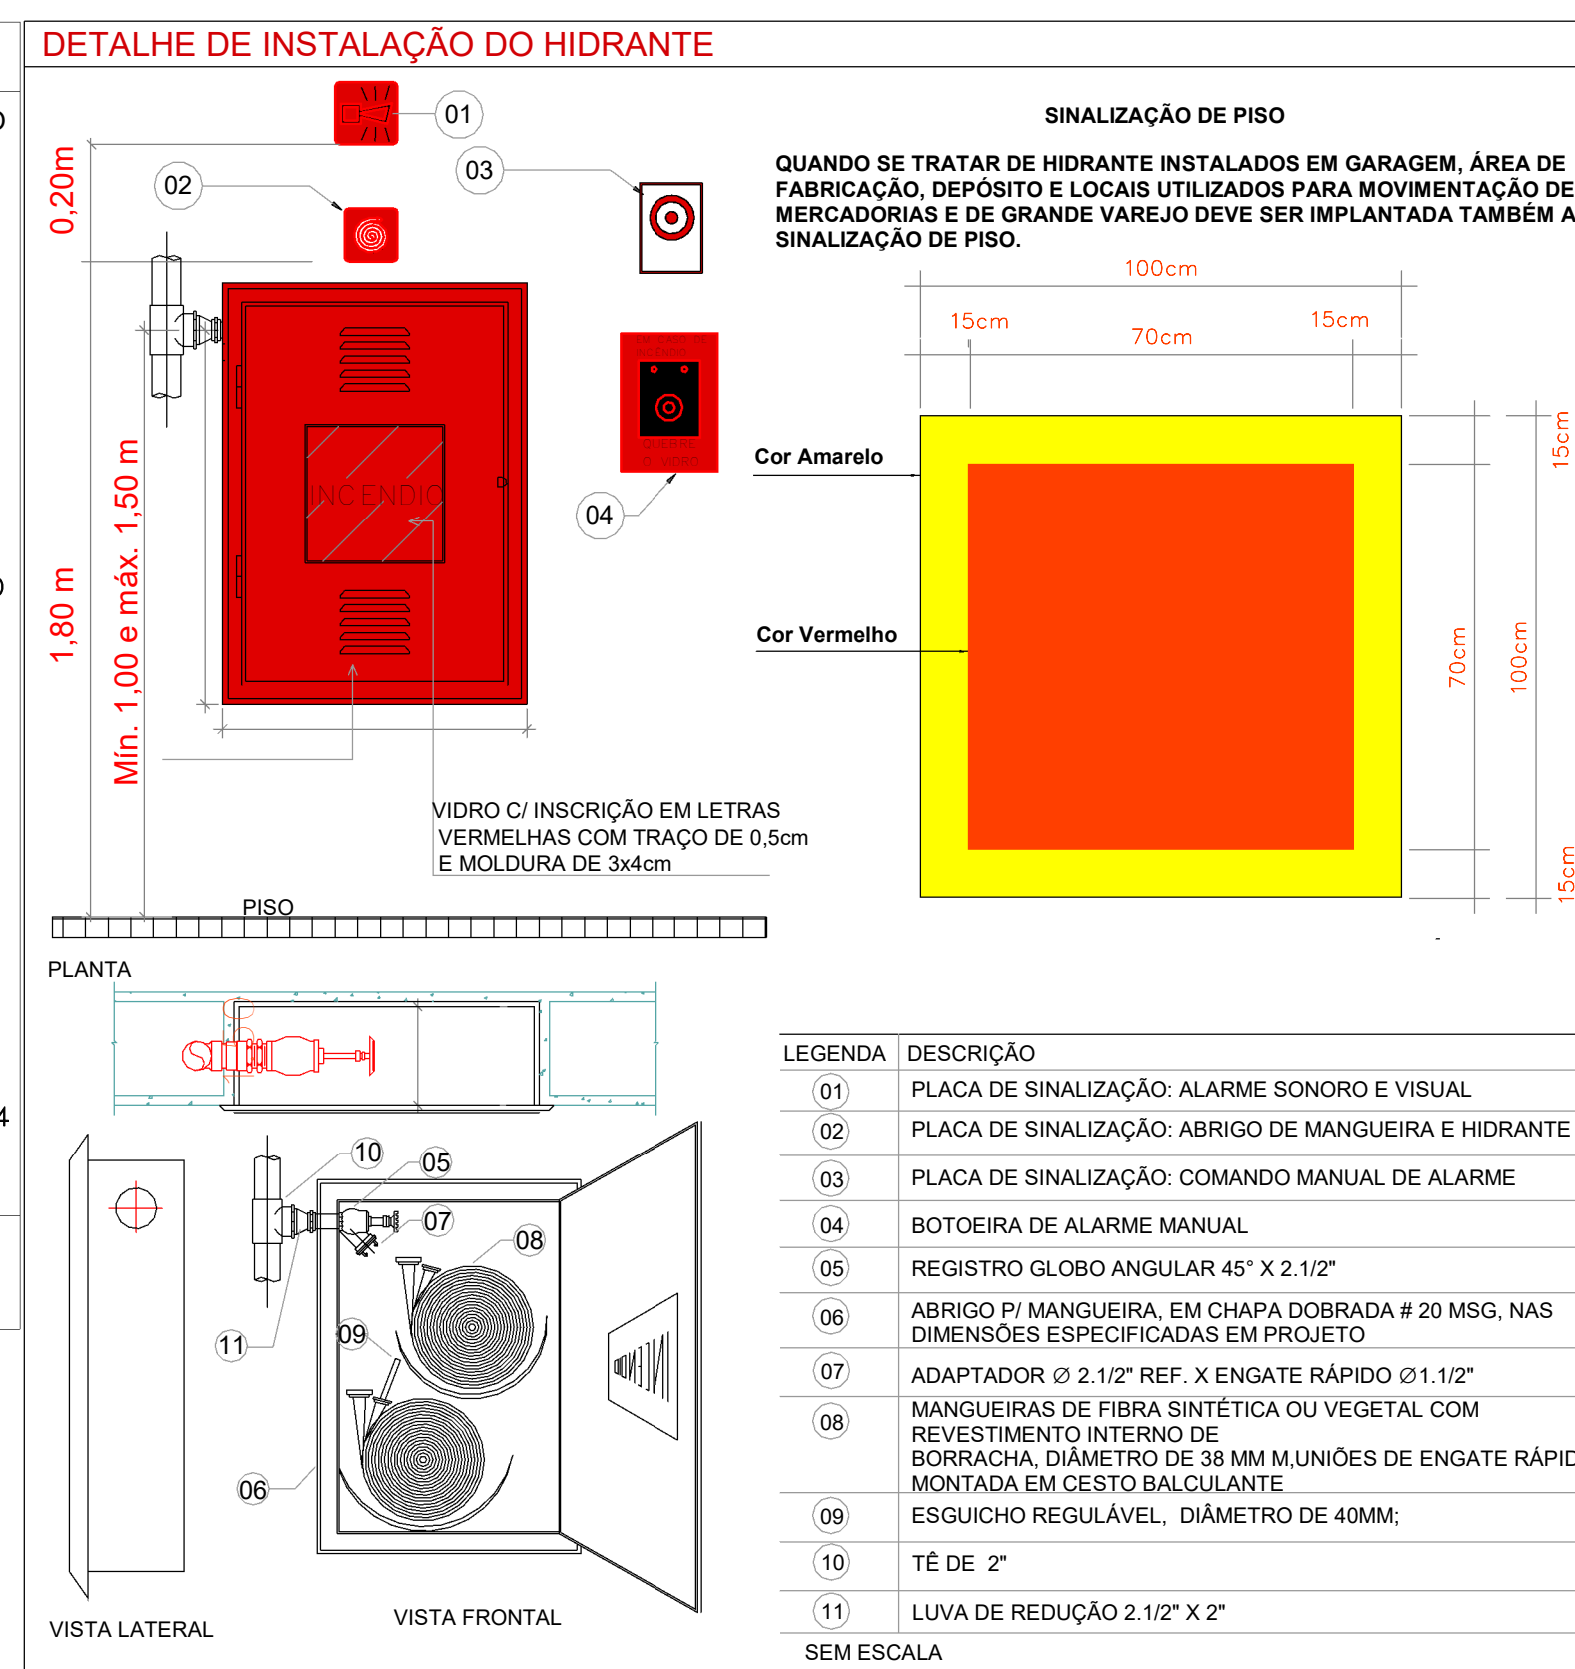 DETALHE DE INSTALAÇÃO DO HIDRANTE
01
02
03
04
0,20m
1,80 m
Mín. 1,00 e máx. 1,50 m
EM CASO DE
INCÊNDIO
QUEBRE
O VIDRO
INCENDIO
VIDRO C/ INSCRIÇÃO EM LETRAS
VERMELHAS COM TRAÇO DE 0,5cm
E MOLDURA DE 3x4cm
PISO
SINALIZAÇÃO DE PISO
QUANDO SE TRATAR DE HIDRANTE INSTALADOS EM GARAGEM, ÁREA DE
FABRICAÇÃO, DEPÓSITO E LOCAIS UTILIZADOS PARA MOVIMENTAÇÃO DE
MERCADORIAS E DE GRANDE VAREJO DEVE SER IMPLANTADA TAMBÉM A
SINALIZAÇÃO DE PISO.
100cm
15cm
70cm
15cm
Cor Amarelo
Cor Vermelho
15cm
70cm
100cm
15cm
PLANTA
10
05
07
08
09
11
06
VISTA LATERAL
VISTA FRONTAL
LEGENDA DESCRIÇÃO
01 PLACA DE SINALIZAÇÃO: ALARME SONORO E VISUAL
02 PLACA DE SINALIZAÇÃO: ABRIGO DE MANGUEIRA E HIDRANTE
03 PLACA DE SINALIZAÇÃO: COMANDO MANUAL DE ALARME
04 BOTOEIRA DE ALARME MANUAL
05 REGISTRO GLOBO ANGULAR 45° X 2.1/2"
06 ABRIGO P/ MANGUEIRA, EM CHAPA DOBRADA # 20 MSG, NAS
DIMENSÕES ESPECIFICADAS EM PROJETO
07 ADAPTADOR ∅ 2.1/2" REF. X ENGATE RÁPIDO ∅1.1/2"
08 MANGUEIRAS DE FIBRA SINTÉTICA OU VEGETAL COM
REVESTIMENTO INTERNO DE
BORRACHA, DIÂMETRO DE 38 MM M,UNIÕES DE ENGATE RÁPID
MONTADA EM CESTO BALCULANTE
09 ESGUICHO REGULÁVEL, DIÂMETRO DE 40MM;
10 TÊ DE 2"
11 LUVA DE REDUÇÃO 2.1/2" X 2"
SEM ESCALA